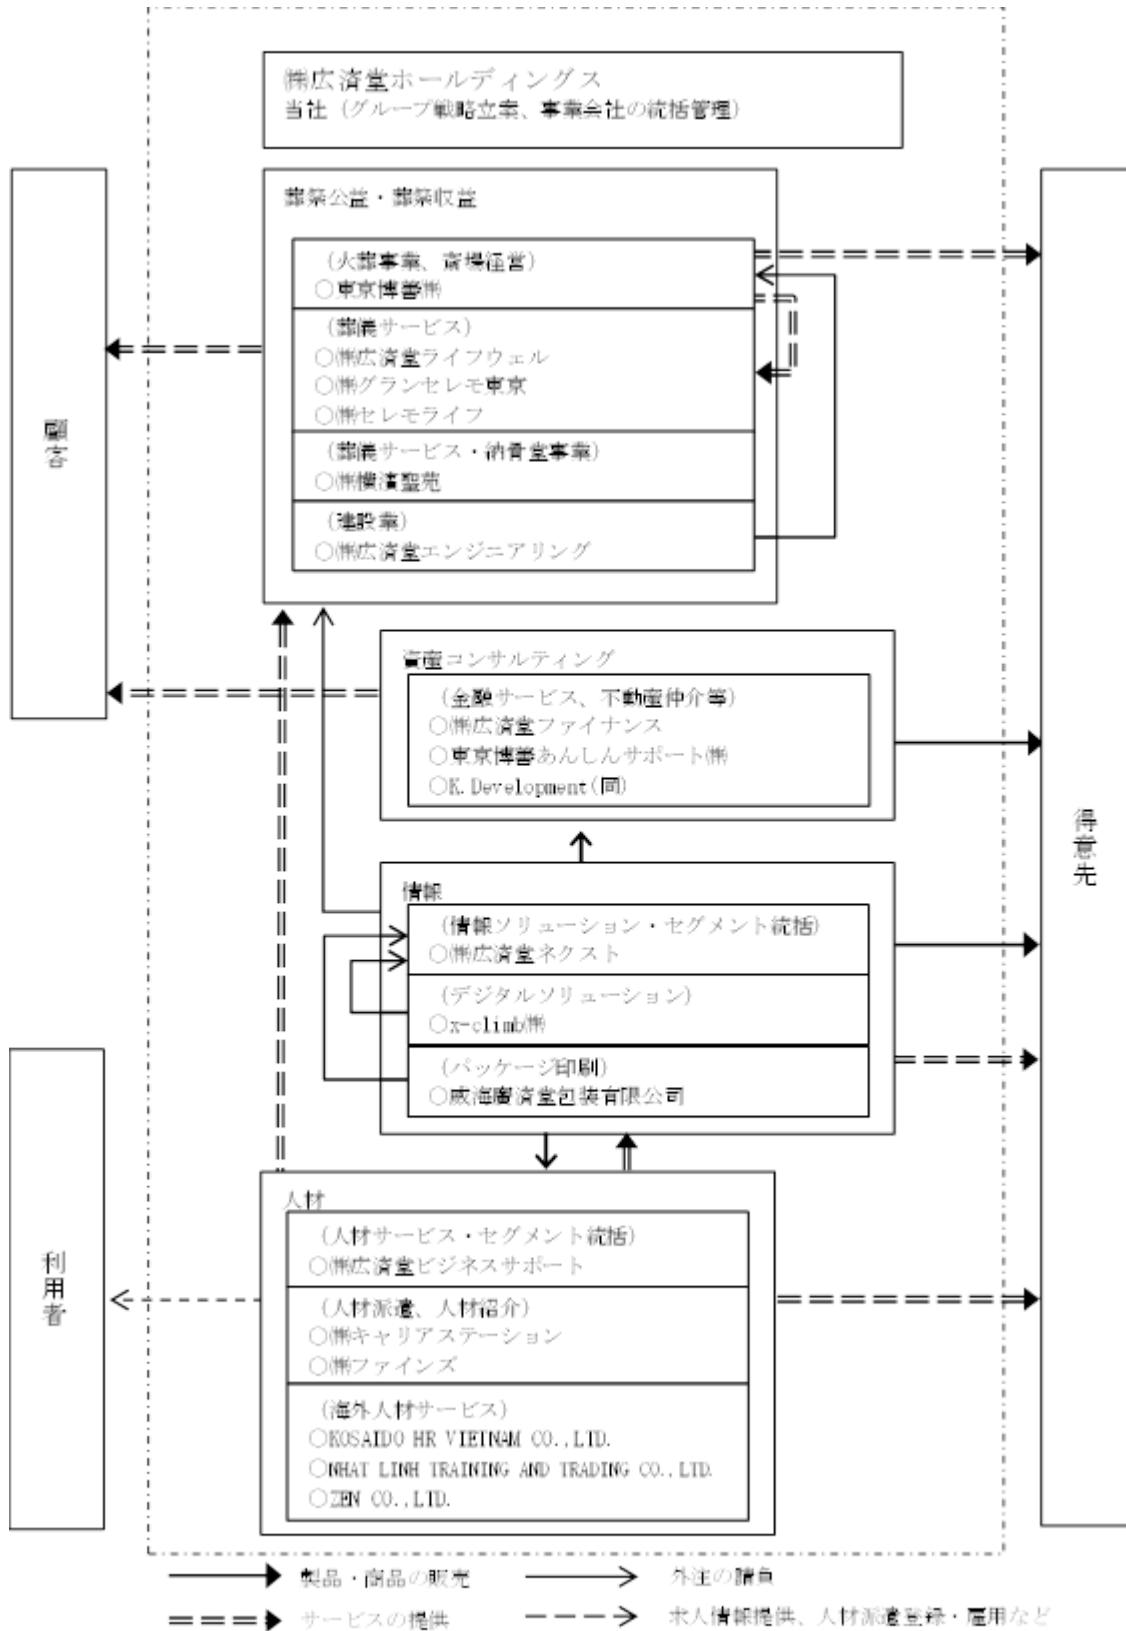 ㈱広済堂ホールディングス
当社（グループ戦略立案、事業会社の統括管理）
葬祭公益・葬祭収益
（火葬事業、斎場経営）
○東京博善㈱
（葬儀サービス）
○㈱広済堂ライフウェル
○㈱グランセレモ東京
○㈱セレモライフ
（葬儀サービス・納骨堂事業）
○㈱横濱聖苑
（建設業）
○㈱広済堂エンジニアリング
顧客
資産コンサルティング
（金融サービス、不動産仲介等）
○㈱広済堂ファイナンス
○東京博善あんしんサポート㈱
○K.Development(同)
得意先
情報
（情報ソリューション・セグメント統括）
○㈱広済堂ネクスト
（デジタルソリューション）
○x-climb㈱
（パッケージ印刷）
○威海廣済堂包装有限公司
人材
（人材サービス・セグメント統括）
○㈱広済堂ビジネスサポート
（人材派遣、人材紹介）
○㈱キャリアステーション
○㈱ファインズ
（海外人材サービス）
○KOSAIDO HR VIETNAM CO.,LTD.
○NHAT LINH TRAINING AND TRADING CO.,LTD.
○ZEN CO.,LTD.
利用者
製品・商品の販売
外注の請負
サービスの提供
求人情報提供、人材派遣登録・雇用など